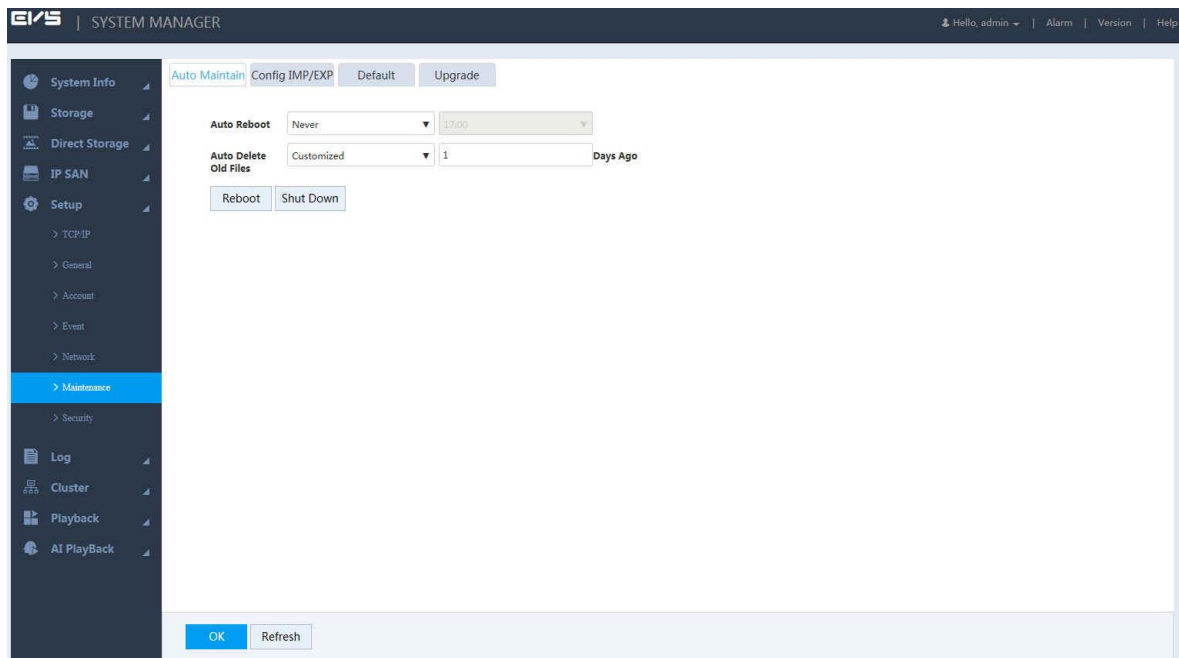 EVS | SYSTEM MANAGER
Hello, admin | Alarm | Version | Help
System Info
Storage
Direct Storage
IP SAN
Setup
> TCP/IP
> General
> Account
> Event
> Network
> Maintenance
> Security
Log
Cluster
Playback
AI PlayBack
Auto Maintain Config IMP/EXP Default Upgrade
Auto Reboot Never 17:00
Auto Delete Customized 1 Days Ago
Old Files
Reboot Shut Down
OK Refresh